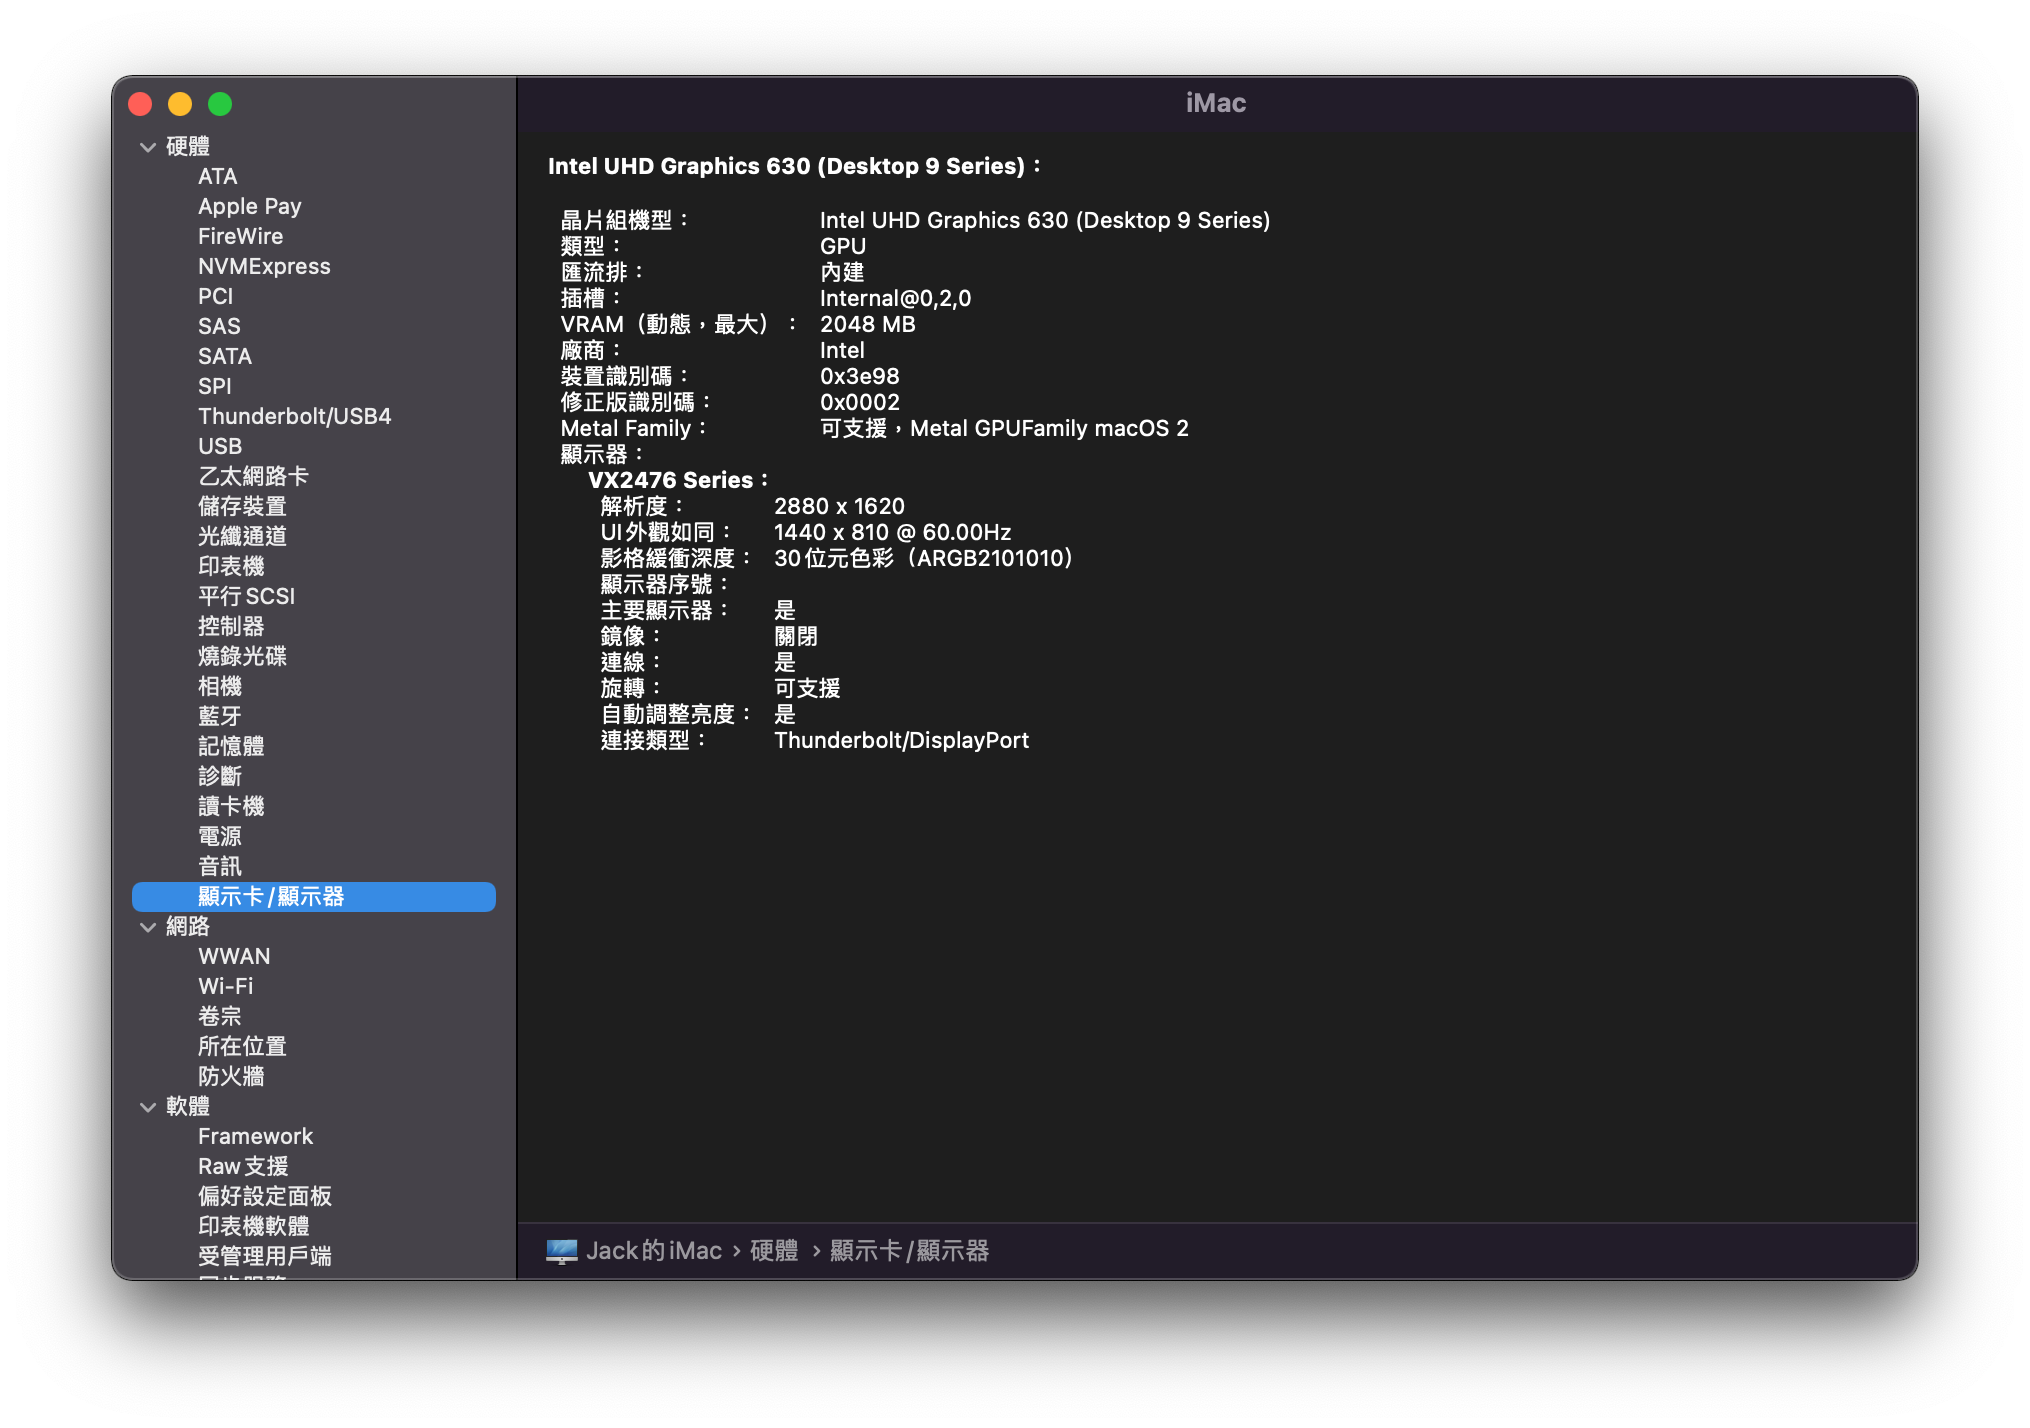 硬體
ATA
Apple Pay
FireWire
NVMExpress
PCI
SAS
SATA
SPI
Thunderbolt/USB4
USB
乙太網路卡
儲存裝置
光纖通道
印表機
平行 SCSI
控制器
燒錄光碟
相機
藍牙
記憶體
診斷
讀卡機
電源
音訊
顯示卡/顯示器
網路
WWAN
Wi-Fi
卷宗
所在位置
防火牆
軟體
Framework
Raw 支援
偏好設定面板
印表機軟體
受管理用戶端
iMac
Intel UHD Graphics 630 (Desktop 9 Series)：
晶片組機型： Intel UHD Graphics 630 (Desktop 9 Series)
類型： GPU
匯流排： 內建
插槽： Internal@0,2,0
VRAM（動態，最大）： 2048 MB
廠商： Intel
裝置識別碼： 0x3e98
修正版識別碼： 0x0002
Metal Family： 可支援，Metal GPUFamily macOS 2
顯示器：
VX2476 Series：
解析度： 2880 x 1620
UI 外觀如同： 1440 x 810 @ 60.00Hz
影格緩衝深度： 30 位元色彩（ARGB2101010）
顯示器序號：
主要顯示器： 是
鏡像： 關閉
連線： 是
旋轉： 可支援
自動調整亮度： 是
連接類型： Thunderbolt/DisplayPort
Jack的 iMac › 硬體 › 顯示卡/顯示器